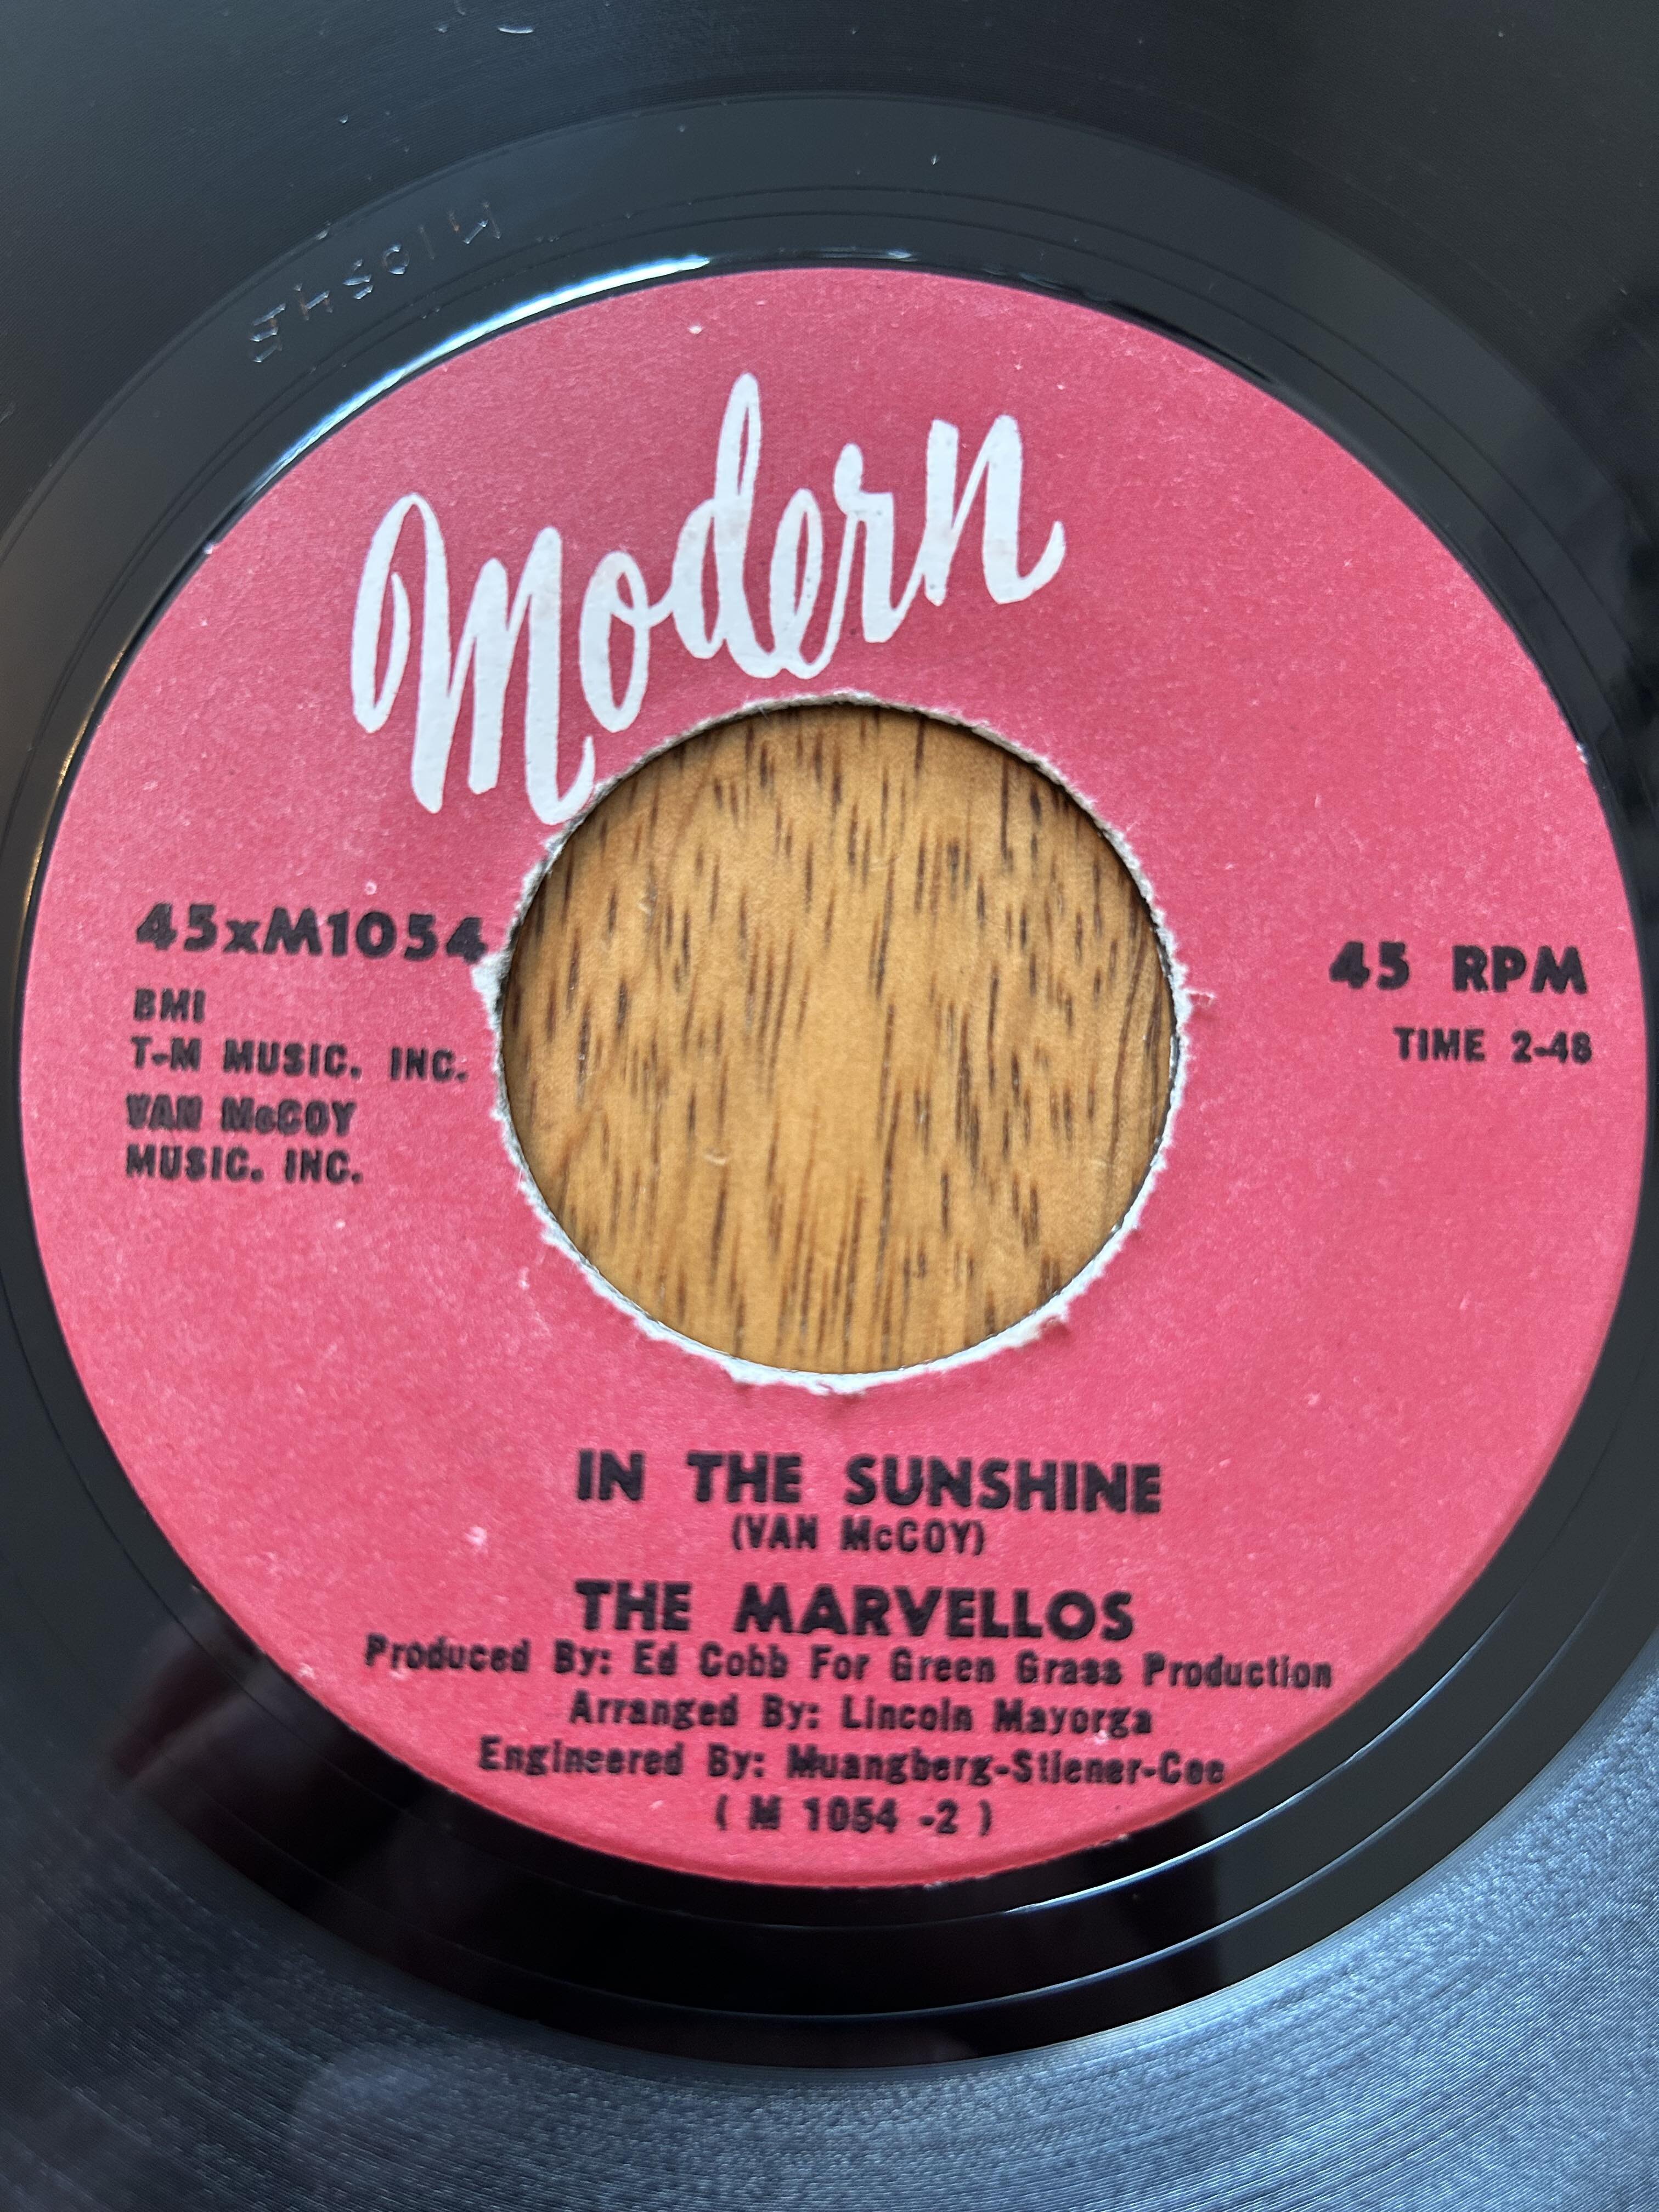 Modern
45xM1054
BMI
T-M MUSIC. INC.
VAN McCOY
MUSIC. INC.
45 RPM
TIME 2-48
IN THE SUNSHINE
(VAN McCOY)
THE MARVELLOS
Produced By: Ed Cobb For Green Grass Production
Arranged By: Lincoln Mayorga
Engineered By: Muangberg-Stiener-Cee
( M 1054 -2 )